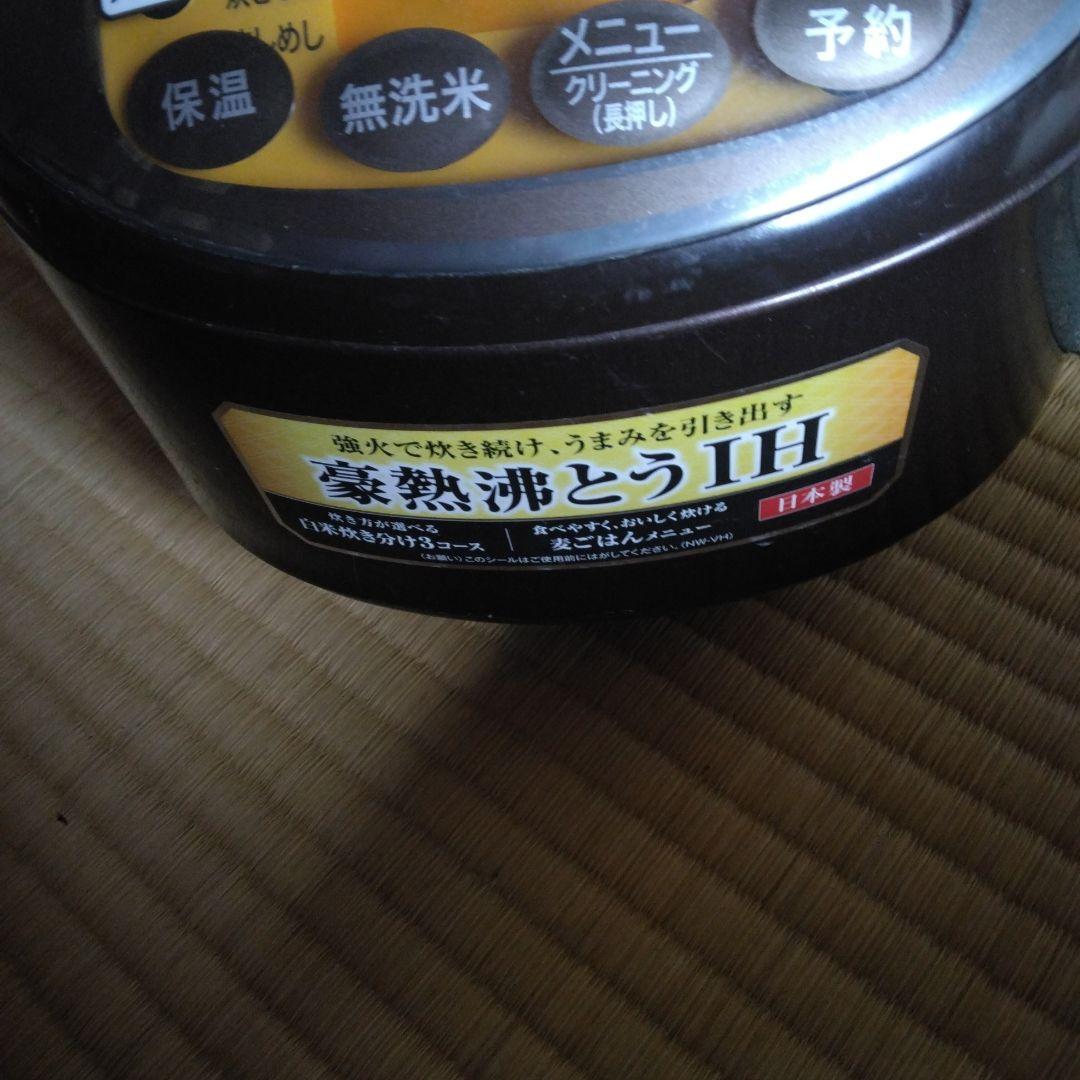 保温
無洗米
メニュー
クリーニング
(長押し)
予約
強火で炊き続け、うまみを引き出す
豪熱沸とうIH
日本製
炊き方が選べる
白米炊き分け3コース
食べやすく、おいしく炊ける
麦ごはんメニュー
(お願い)このシールはご使用前にはがしてください。(NW-VH)